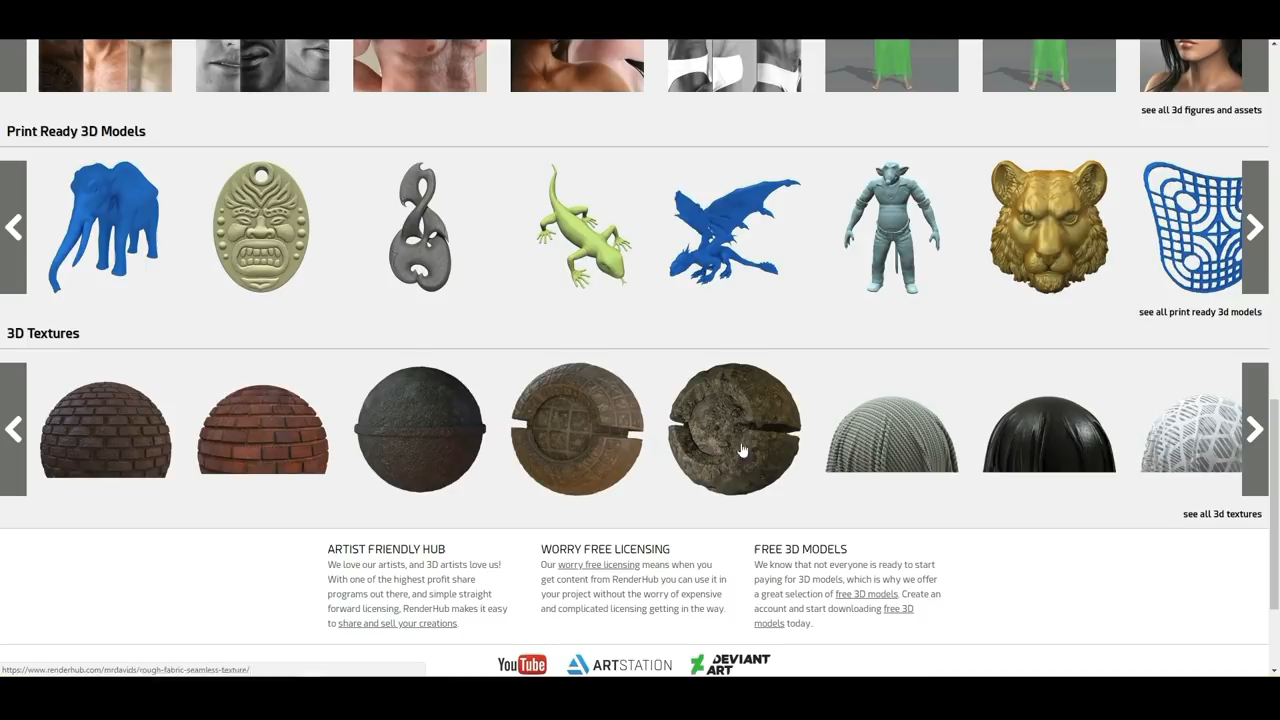 see all 3d figures and assets
Print Ready 3D Models
see all print ready 3d models
3D Textures
see all 3d textures
ARTIST FRIENDLY HUB
We love our artists, and 3D artists love us!
With one of the highest profit share
programs out there, and simple straight
forward licensing, RenderHub makes it easy
to share and sell your creations.
WORRY FREE LICENSING
Our worry free licensing means when you
get content from RenderHub you can use it in
your project without the worry of expensive
and complicated licensing getting in the way.
FREE 3D MODELS
We know that not everyone is ready to start
paying for 3D models, which is why we offer
a great selection of free 3D models. Create an
account and start downloading free 3D
models today.
YouTube ARTSTATION DEVIANT
ART
https://www.renderhub.com/mrdavids/rough-fabric-seamless-texture/